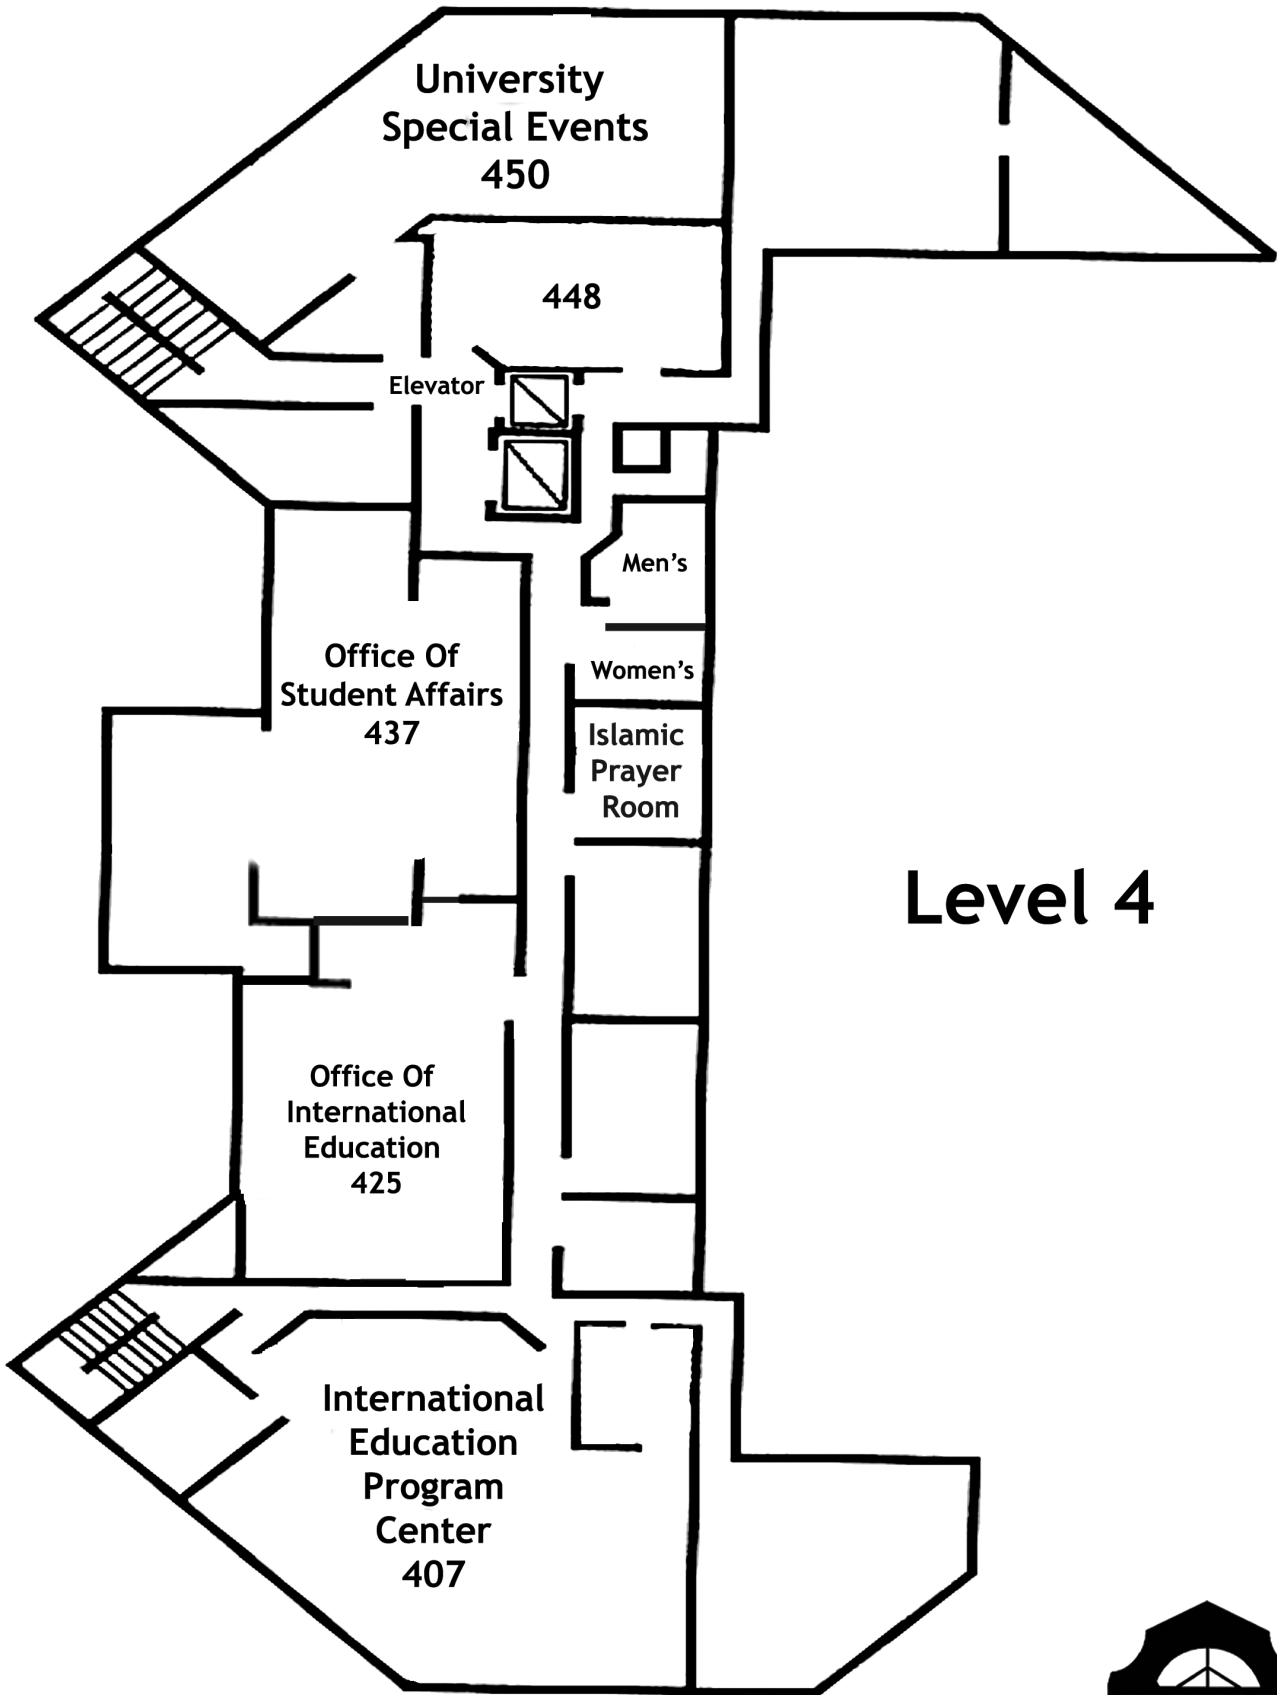 University
Special Events
450
448
Elevator
Men's
Women's
Office Of
Student Affairs
437
Islamic
Prayer
Room
Level 4
Office Of
International
Education
425
International
Education
Program
Center
407